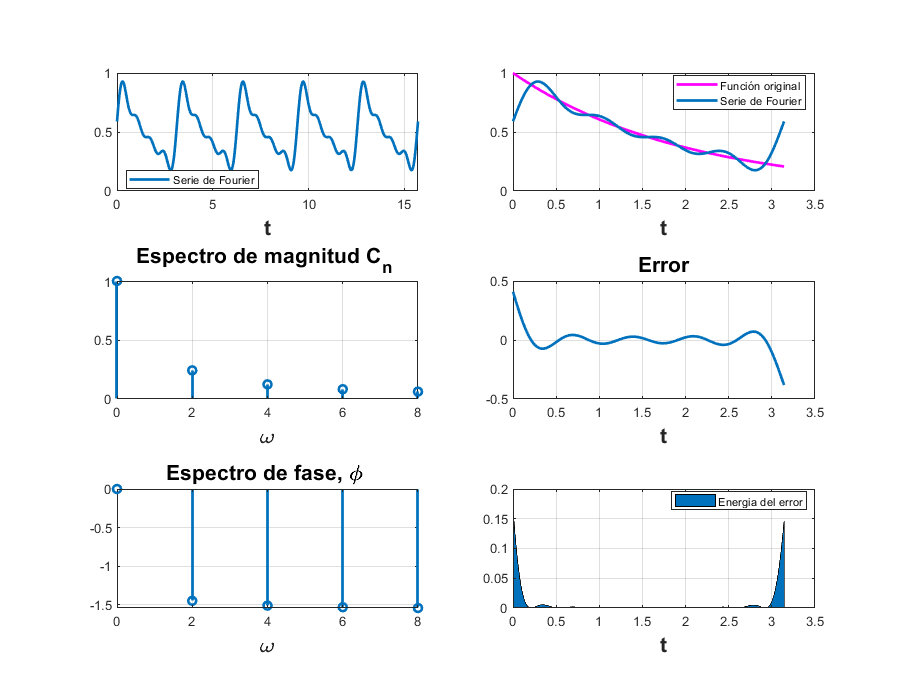 1
0.5
0
0 5 10 15
t
Serie de Fourier
1
0.5
0
0 0.5 1 1.5 2 2.5 3 3.5
t
Función original
Serie de Fourier
Espectro de magnitud C_n
1
0.5
0
0 2 4 6 8
ω
Error
0.5
0
-0.5
0 0.5 1 1.5 2 2.5 3 3.5
t
Espectro de fase, ϕ
0
-0.5
-1
-1.5
0 2 4 6 8
ω
0.2
0.15
0.1
0.05
0
0 0.5 1 1.5 2 2.5 3 3.5
t
Energia del error